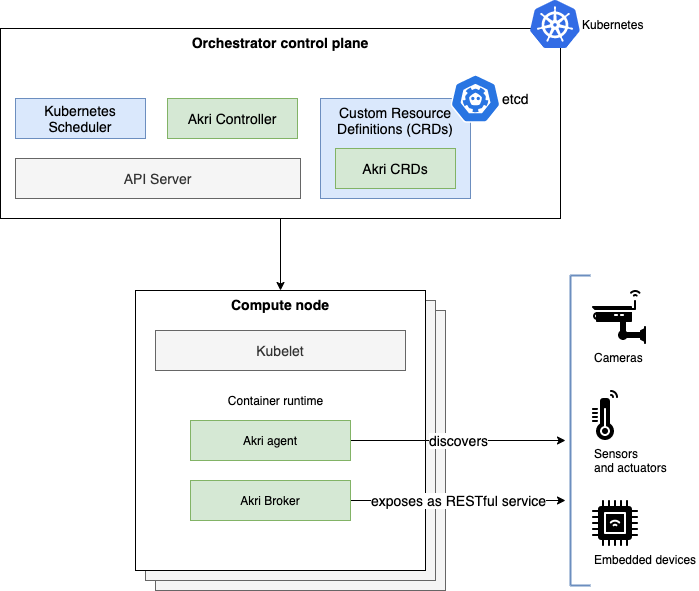 Kubernetes
Orchestrator control plane
etcd
Kubernetes
Scheduler
Akri Controller
Custom Resource
Definitions (CRDs)
Akri CRDs
API Server
Compute node
Kubelet
Container runtime
Akri agent
discovers
Akri Broker
exposes as RESTful service
Cameras
Sensors
and actuators
Embedded devices